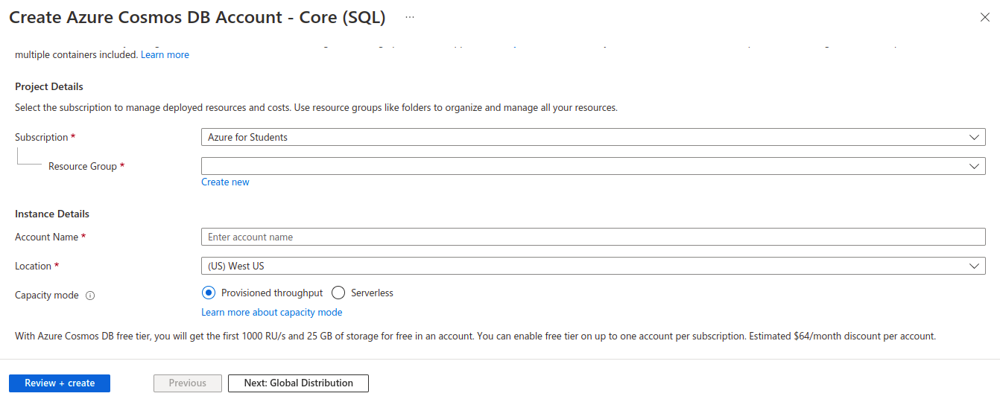 Create Azure Cosmos DB Account - Core (SQL) ...
multiple containers included. Learn more
Project Details
Select the subscription to manage deployed resources and costs. Use resource groups like folders to organize and manage all your resources.
Subscription *
Azure for Students
Resource Group *
Create new
Instance Details
Account Name *
Enter account name
Location *
(US) West US
Capacity mode
Provisioned throughput
Serverless
Learn more about capacity mode
With Azure Cosmos DB free tier, you will get the first 1000 RU/s and 25 GB of storage for free in an account. You can enable free tier on up to one account per subscription. Estimated $64/month discount per account.
Review + create
Previous
Next: Global Distribution